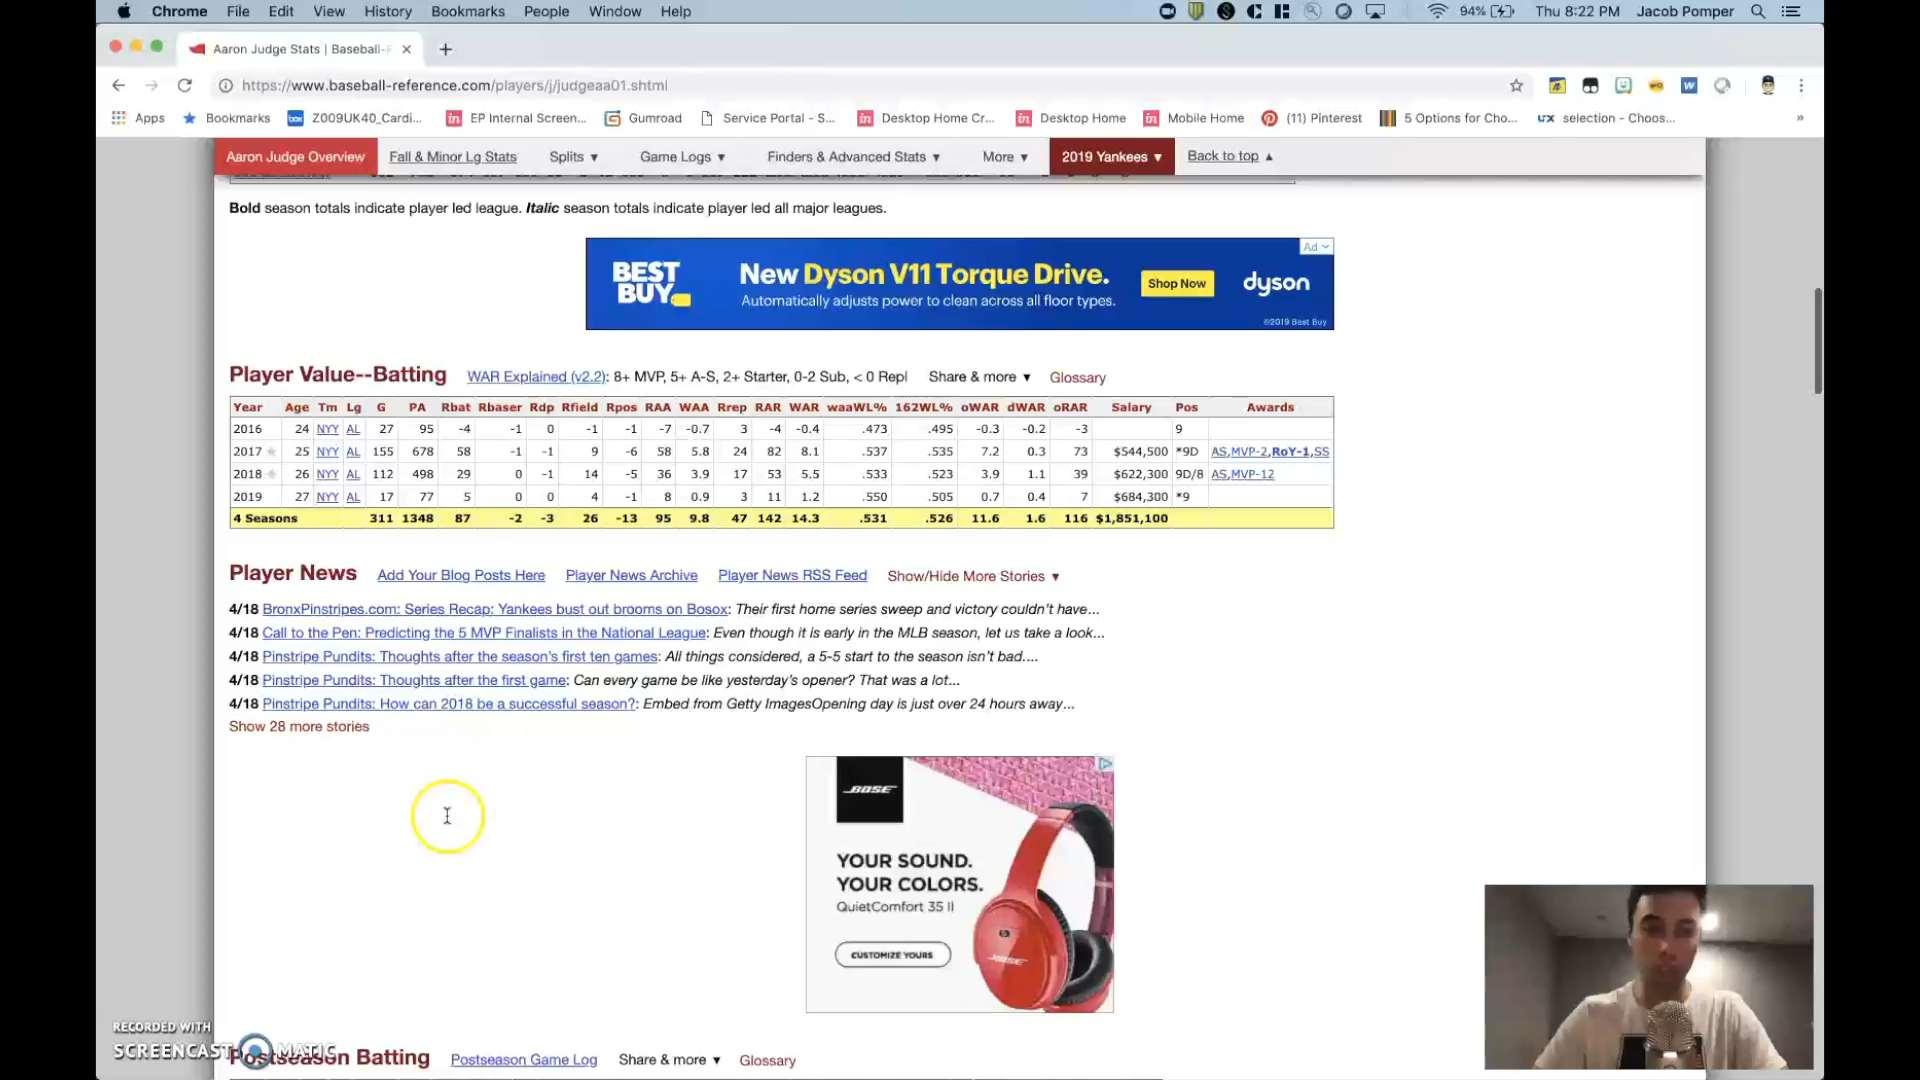 Chrome File Edit View History Bookmarks People Window Help 94% Thu 8:22 PM Jacob Pomper
Aaron Judge Stats | Baseball-R
https://www.baseball-reference.com/players/j/judgeaa01.shtml
Apps Bookmarks Z009UK40_Cardi... EP Internal Screen... Gumroad Service Portal - S... Desktop Home Cr... Desktop Home Mobile Home (11) Pinterest 5 Options for Cho... selection - Choos... »
Aaron Judge Overview Fall & Minor Lg Stats Splits ▼ Game Logs ▼ Finders & Advanced Stats ▼ More ▼ 2019 Yankees ▼ Back to top ▲
Bold season totals indicate player led league. Italic season totals indicate player led all major leagues.
Ad
BEST BUY
New Dyson V11 Torque Drive.
Automatically adjusts power to clean across all floor types.
Shop Now
dyson
©2019 Best Buy
Player Value--Batting WAR Explained (v2.2): 8+ MVP, 5+ A-S, 2+ Starter, 0-2 Sub, < 0 Repl Share & more ▼ Glossary
Year Age Tm Lg G PA Rbat Rbaser Rdp Rfield Rpos RAA WAA Rrep RAR WAR waaWL% 162WL% oWAR dWAR oRAR Salary Pos Awards
2016 24 NYY AL 27 95 -4 -1 0 -1 -1 -7 -0.7 3 -4 -0.4 .473 .495 -0.3 -0.2 -3 9
2017 25 NYY AL 155 678 58 -1 -1 9 -6 58 5.8 24 82 8.1 .537 .535 7.2 0.3 73 $544,500 *9D AS,MVP-2,RoY-1,SS
2018 26 NYY AL 112 498 29 0 -1 14 -5 36 3.9 17 53 5.5 .533 .523 3.9 1.1 39 $622,300 9D/8 AS,MVP-12
2019 27 NYY AL 17 77 5 0 0 4 -1 8 0.9 3 11 1.2 .550 .505 0.7 0.4 7 $684,300 *9
4 Seasons 311 1348 87 -2 -3 26 -13 95 9.8 47 142 14.3 .531 .526 11.6 1.6 116 $1,851,100
Player News Add Your Blog Posts Here Player News Archive Player News RSS Feed Show/Hide More Stories ▼
4/18 BronxPinstripes.com: Series Recap: Yankees bust out brooms on Bosox: Their first home series sweep and victory couldn't have...
4/18 Call to the Pen: Predicting the 5 MVP Finalists in the National League: Even though it is early in the MLB season, let us take a look...
4/18 Pinstripe Pundits: Thoughts after the season's first ten games: All things considered, a 5-5 start to the season isn't bad....
4/18 Pinstripe Pundits: Thoughts after the first game: Can every game be like yesterday's opener? That was a lot...
4/18 Pinstripe Pundits: How can 2018 be a successful season?: Embed from Getty ImagesOpening day is just over 24 hours away...
Show 28 more stories
BOSE
YOUR SOUND.
YOUR COLORS.
QuietComfort 35 II
CUSTOMIZE YOURS
BOSE
RECORDED WITH
SCREENCAST MATIC
Postseason Batting Postseason Game Log Share & more ▼ Glossary